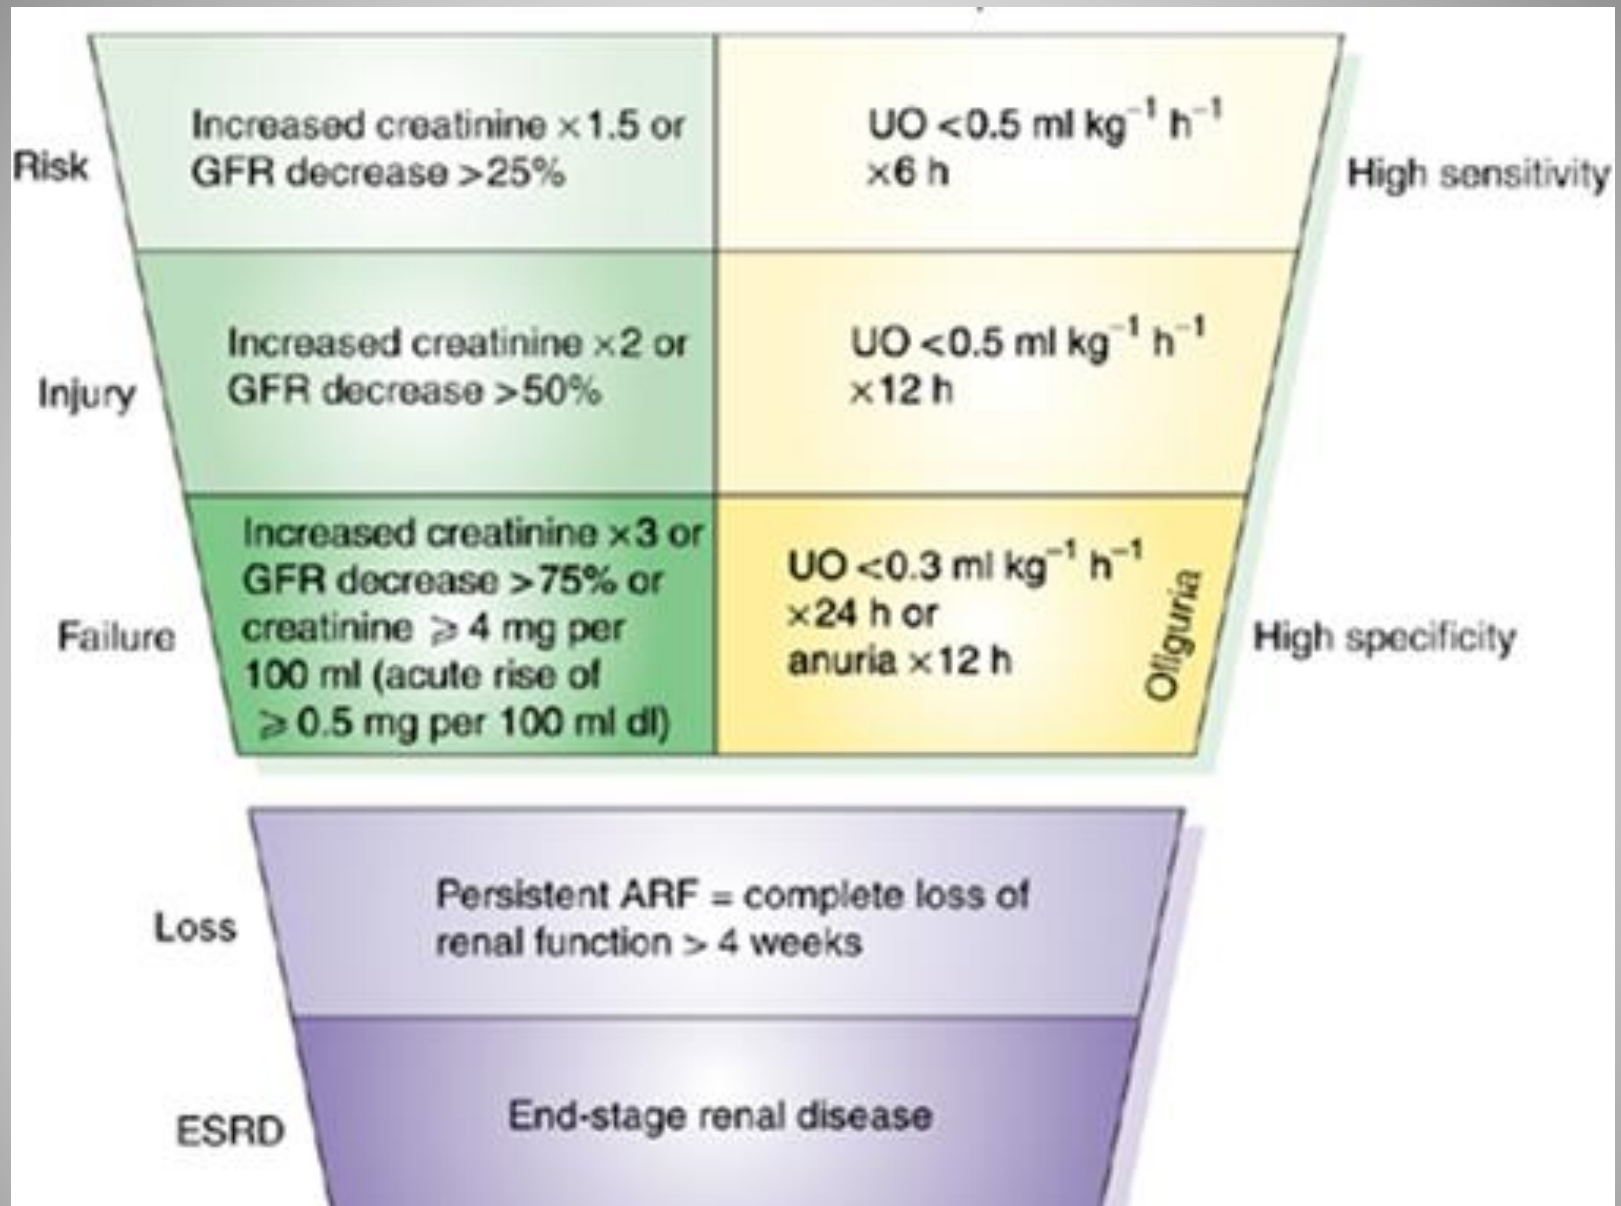 Risk
Increased creatinine ×1.5 or
GFR decrease >25%
UO <0.5 ml kg⁻¹ h⁻¹
×6 h
High sensitivity
Injury
Increased creatinine ×2 or
GFR decrease >50%
UO <0.5 ml kg⁻¹ h⁻¹
×12 h
Failure
Increased creatinine ×3 or
GFR decrease >75% or
creatinine ⩾ 4 mg per
100 ml (acute rise of
⩾ 0.5 mg per 100 ml dl)
UO <0.3 ml kg⁻¹ h⁻¹
×24 h or
anuria ×12 h
Oliguria
High specificity
Loss
Persistent ARF = complete loss of
renal function > 4 weeks
ESRD
End-stage renal disease